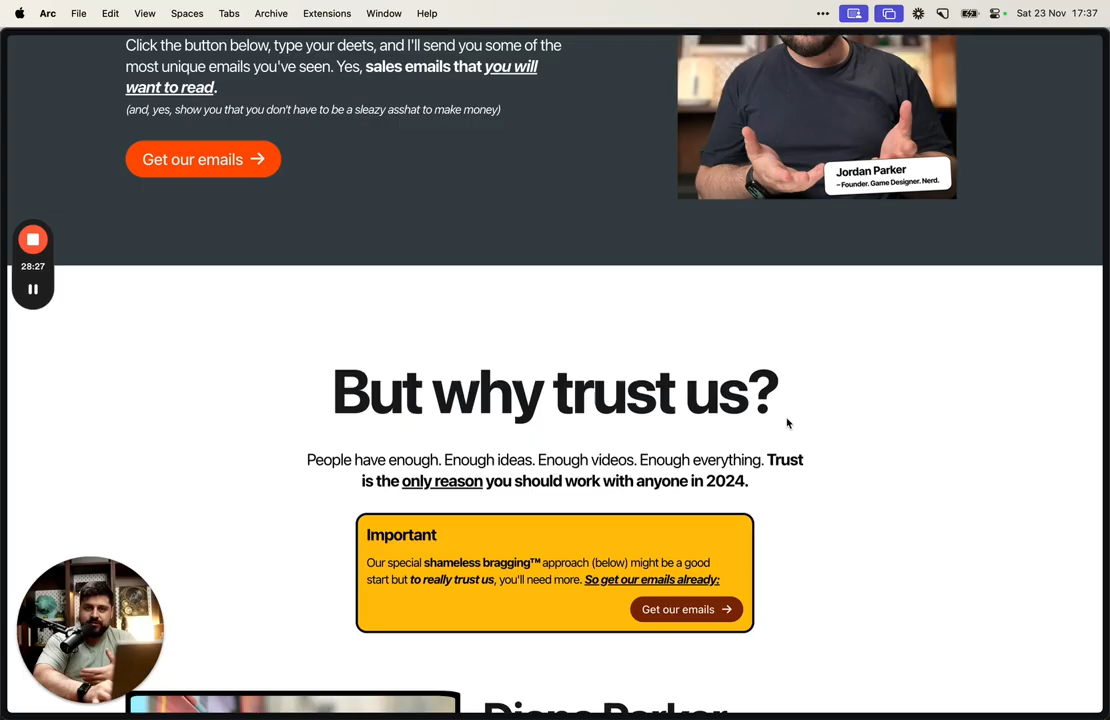 Arc File Edit View Spaces Tabs Archive Extensions Window Help Sat 23 Nov 17:37
Click the button below, type your deets, and I'll send you some of the
most unique emails you've seen. Yes, sales emails that you will
want to read.
(and, yes, show you that you don't have to be a sleazy asshat to make money)
Get our emails →
Jordan Parker
– Founder. Game Designer. Nerd.
28:27
But why trust us?
People have enough. Enough ideas. Enough videos. Enough everything. Trust
is the only reason you should work with anyone in 2024.
Important
Our special shameless bragging™ approach (below) might be a good
start but to really trust us, you'll need more. So get our emails already:
Get our emails →
Diana Parker